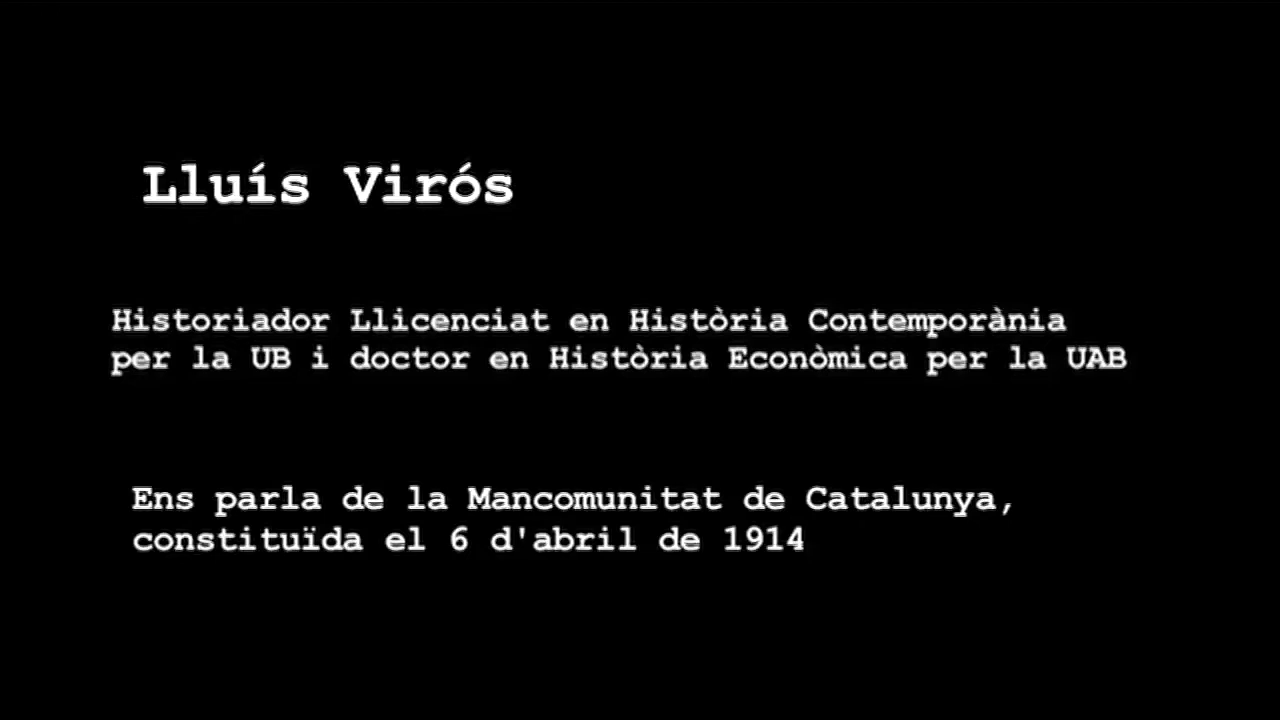 Lluís Virós
Historiador Llicenciat en Història Contemporània
per la UB i doctor en Història Econòmica per la UAB
Ens parla de la Mancomunitat de Catalunya,
constituïda el 6 d'abril de 1914